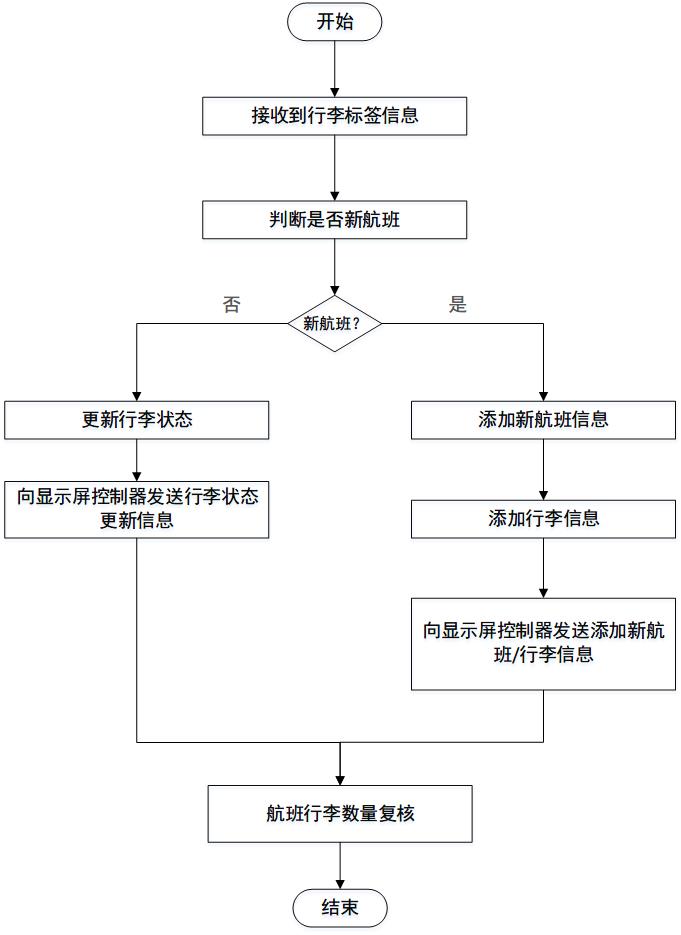 开始
接收到行李标签信息
判断是否新航班
否
新航班?
是
更新行李状态
添加新航班信息
向显示屏控制器发送行李状态
更新信息
添加行李信息
向显示屏控制器发送添加新航
班/行李信息
航班行李数量复核
结束